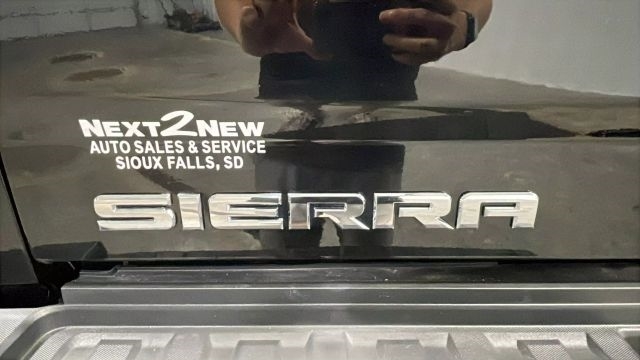 NEXT2NEW
AUTO SALES & SERVICE
SIOUX FALLS, SD
SIERRA